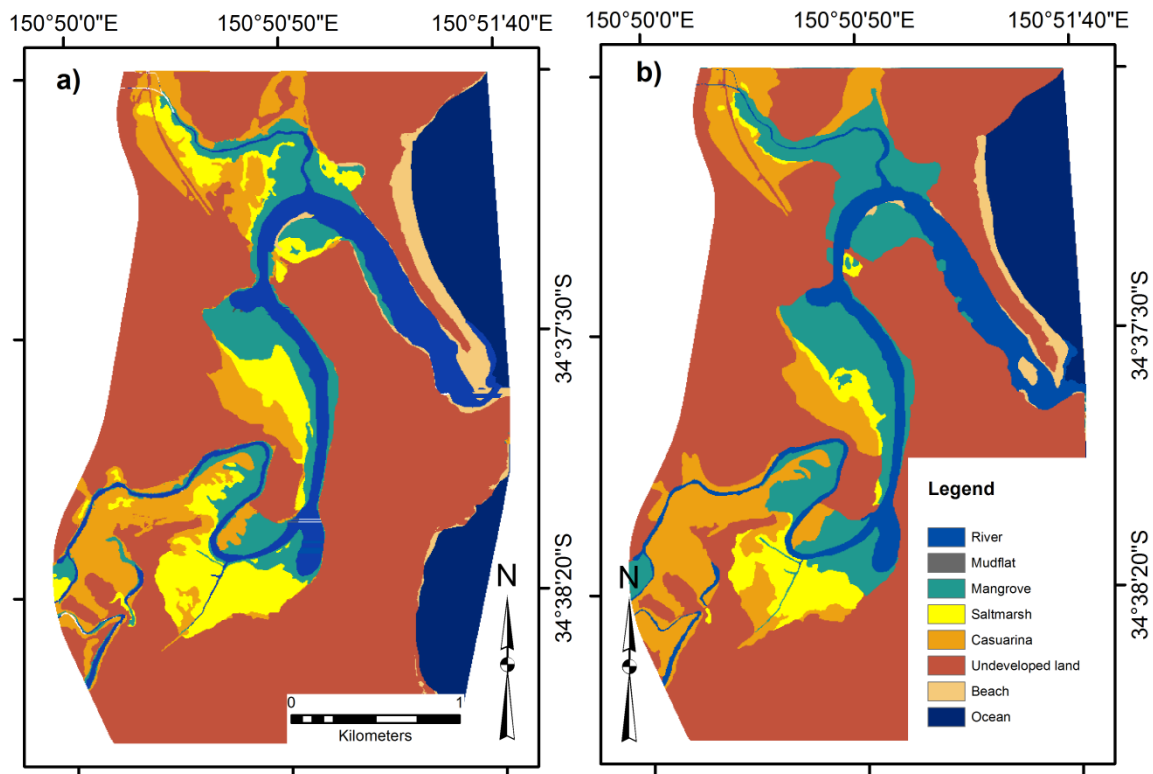 150°50'0"E 150°50'50"E 150°51'40"E
a)
34°37'30"S
34°38'20"S
N
0 1
Kilometers
150°50'0"E 150°50'50"E 150°51'40"E
b)
34°37'30"S
34°38'20"S
N
Legend
River
Mudflat
Mangrove
Saltmarsh
Casuarina
Undeveloped land
Beach
Ocean